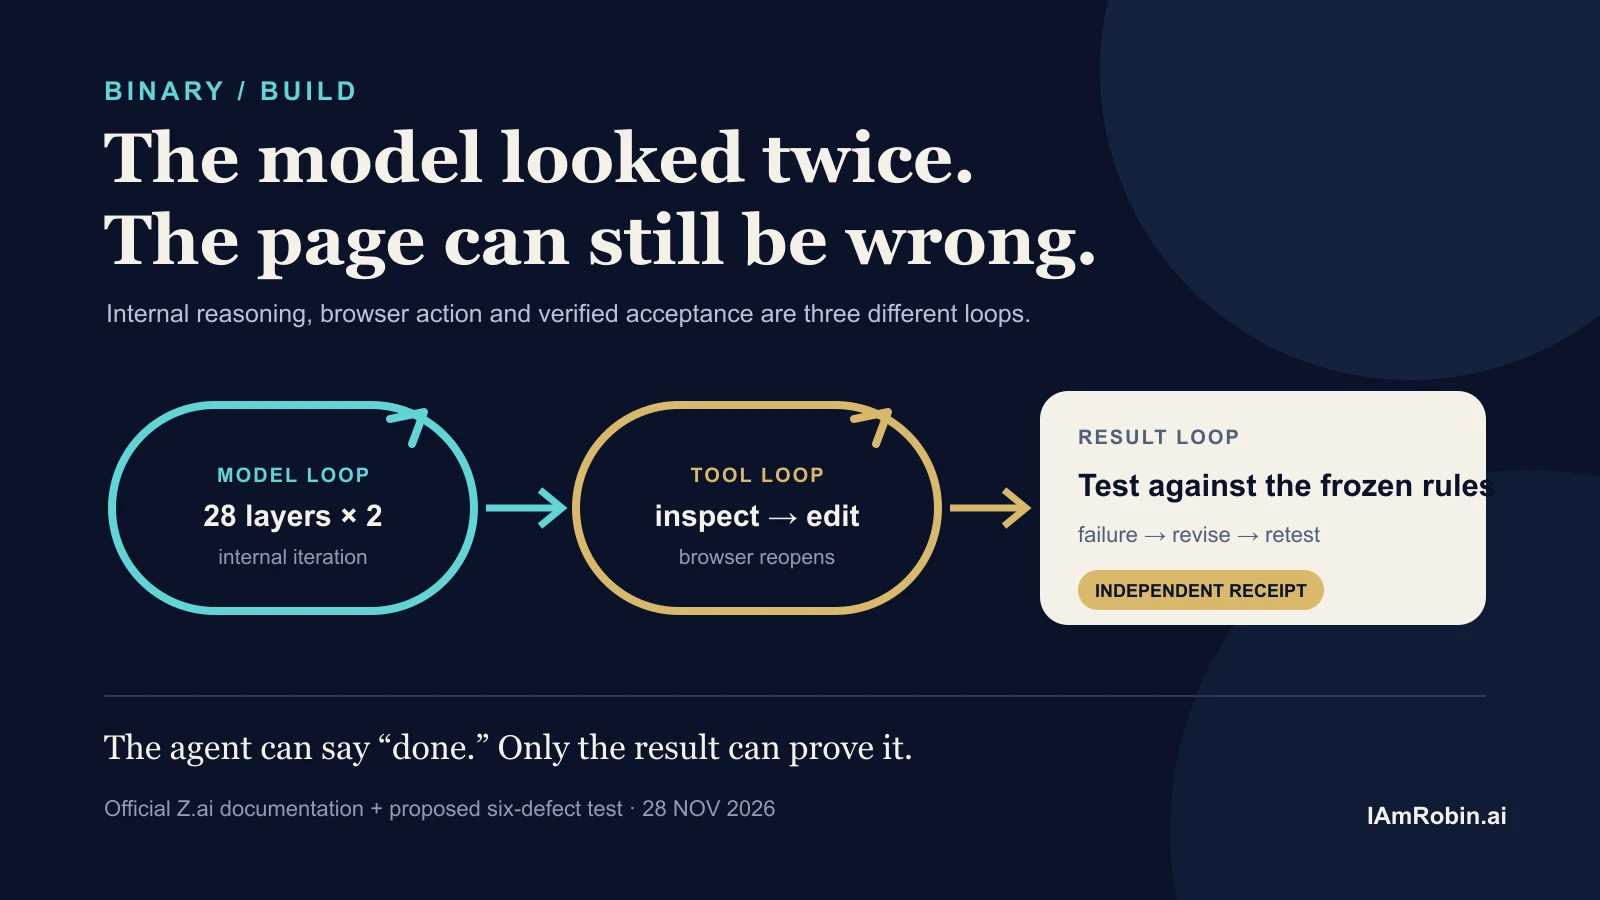 BINARY / BUILD
The model looked twice.
The page can still be wrong.
Internal reasoning, browser action and verified acceptance are three different loops.
MODEL LOOP
28 layers × 2
internal iteration
TOOL LOOP
inspect → edit
browser reopens
RESULT LOOP
Test against the frozen rules
failure → revise → retest
INDEPENDENT RECEIPT
The agent can say “done.” Only the result can prove it.
Official Z.ai documentation + proposed six-defect test · 28 NOV 2026
IAmRobin.ai